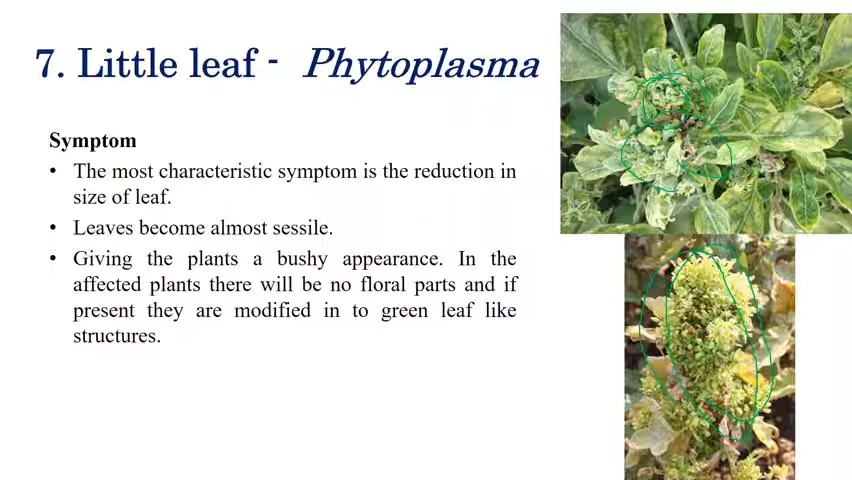 7. Little leaf - Phytoplasma
Symptom
• The most characteristic symptom is the reduction in
size of leaf.
• Leaves become almost sessile.
• Giving the plants a bushy appearance. In the
affected plants there will be no floral parts and if
present they are modified in to green leaf like
structures.